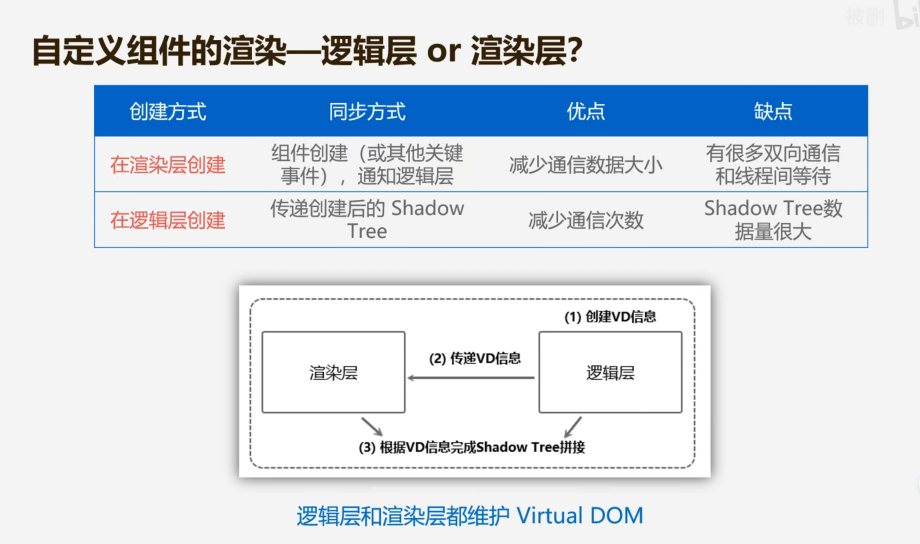 被删
自定义组件的渲染—逻辑层 or 渲染层?
创建方式 同步方式 优点 缺点
在渲染层创建
组件创建（或其他关键
事件），通知逻辑层
减少通信数据大小
有很多双向通信
和线程间等待
在逻辑层创建
传递创建后的 Shadow
Tree
减少通信次数
Shadow Tree数
据量很大
(1) 创建VD信息
渲染层
(2) 传递VD信息
逻辑层
(3) 根据VD信息完成Shadow Tree拼接
逻辑层和渲染层都维护 Virtual DOM